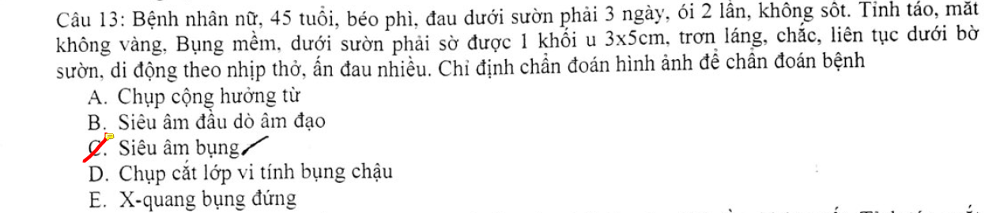 Câu 13: Bệnh nhân nữ, 45 tuổi, béo phì, đau dưới sườn phải 3 ngày, ói 2 lần, không sốt. Tỉnh táo, mắt
không vàng, Bụng mềm, dưới sườn phải sờ được 1 khối u 3x5cm, trơn láng, chắc, liên tục dưới bờ
sườn, di động theo nhịp thở, ấn đau nhiều. Chỉ định chẩn đoán hình ảnh để chẩn đoán bệnh
A. Chụp cộng hưởng từ
B. Siêu âm đầu dò âm đạo
C. Siêu âm bụng
D. Chụp cắt lớp vi tính bụng chậu
E. X-quang bụng đứng